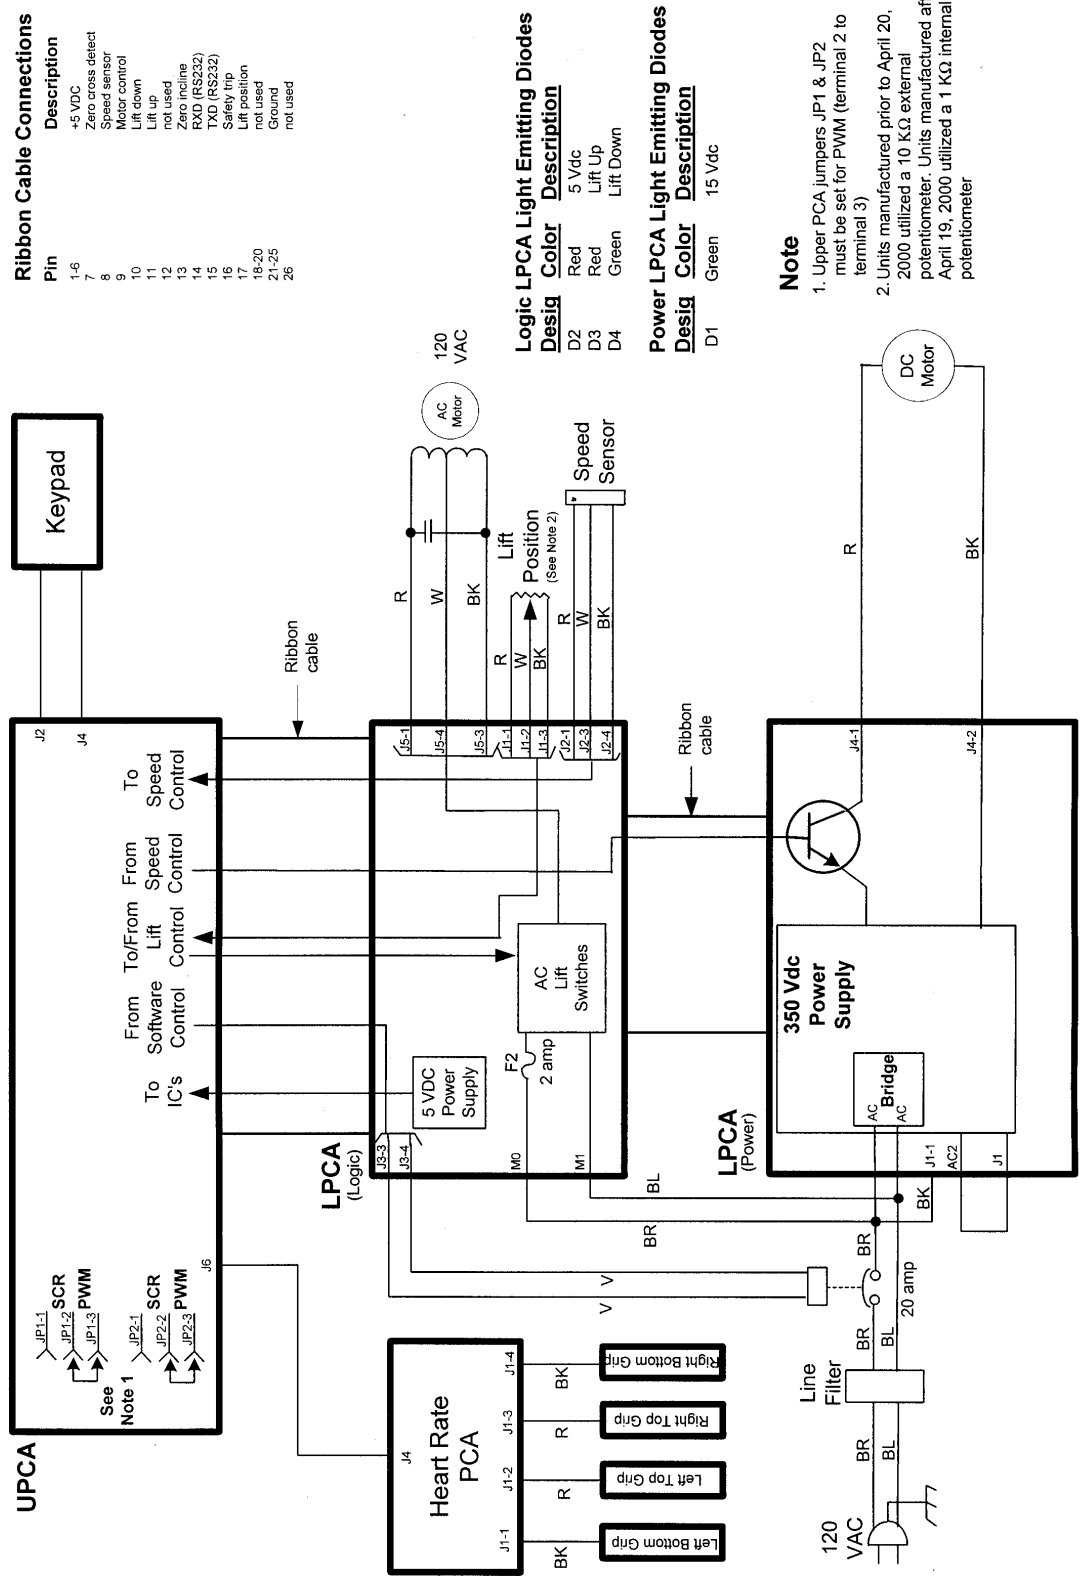 Ribbon Cable Connections
Pin Description
1-6 +5 VDC
7 Zero cross detect
8 Speed sensor
9 Motor control
10 Lift down
11 Lift up
12 not used
13 Zero incline
14 RXD (RS232)
15 TXD (RS232)
16 Safety trip
17 Lift position
18-20 not used
21-25 Ground
26 not used
Logic LPCA Light Emitting Diodes
Desig Color Description
D2 Red 5 Vdc
D3 Red Lift Up
D4 Green Lift Down
Power LPCA Light Emitting Diodes
Desig Color Description
D1 Green 15 Vdc
Note
1. Upper PCA jumpers JP1 & JP2
must be set for PWM (terminal 2 to
terminal 3)
2. Units manufactured prior to April 20,
2000 utilized a 10 KΩ external
potentiometer. Units manufactured
April 19, 2000 utilized a 1 KΩ internal
potentiometer
Keypad
J2
J4
UPCA
To
Speed
Control
From
Speed
Control
To/From
Lift
Control
From
Software
Control
To
IC's
JP1-1
JP1-2
JP1-3
SCR
PWM
JP2-1
JP2-2
JP2-3
SCR
PWM
See
Note 1
J6
Ribbon
cable
LPCA
(Logic)
J5-1
J5-4
J5-3
J1-1
J1-2
J1-3
J2-1
J2-3
J2-4
R
W
BK
AC
Motor
120
VAC
R
W
BK
Lift
Position
(See Note 2)
R
W
BK
Speed
Sensor
AC
Lift
Switches
5 VDC
Power
Supply
F2
2 amp
J3-3
J3-4
M0
M1
Ribbon
cable
LPCA
(Power)
350 Vdc
Power
Supply
Bridge
AC
AC
J4-1
J4-2
R
BK
DC
Motor
J1-1
AC2
J1
BL
BR
BK
V
V
BR
20 amp
BR
BL
Line
Filter
BR
BL
120
VAC
Heart Rate
PCA
J4
J1-1
J1-2
J1-3
J1-4
BK
R
R
BK
Left Bottom Grip
Left Top Grip
Right Top Grip
Right Bottom Grip